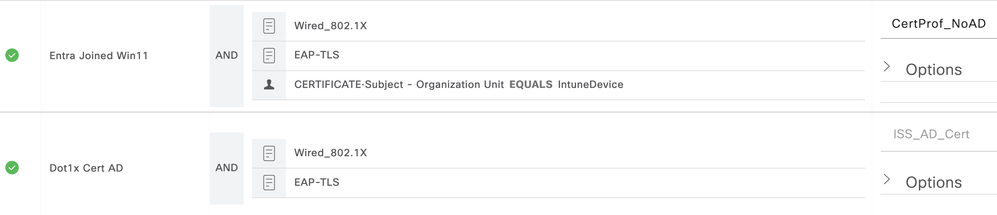 CertProf_NoAD
Wired_802.1X
Entra Joined Win11
AND
EAP-TLS
CERTIFICATE-Subject - Organization Unit EQUALS IntuneDevice
Options
ISS_AD_Cert
Wired_802.1X
Dot1x Cert AD
AND
EAP-TLS
Options